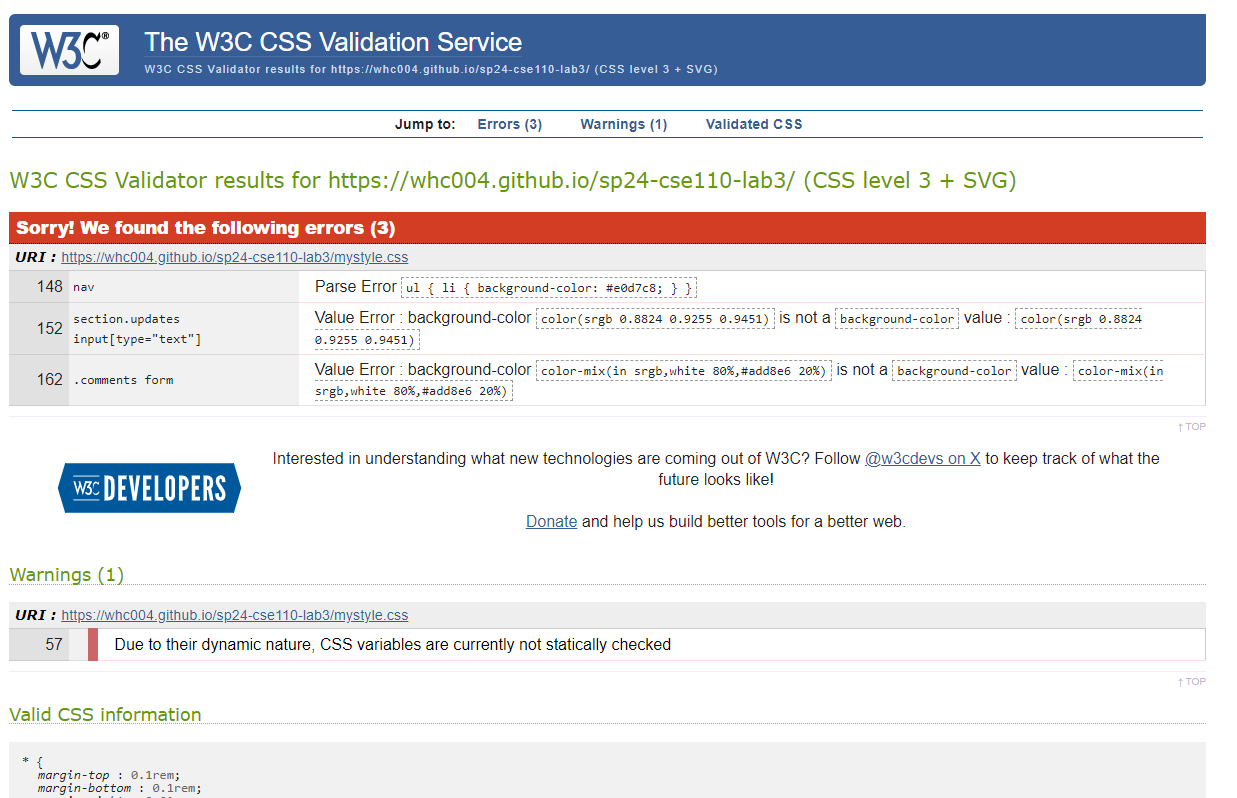 W3C®
The W3C CSS Validation Service
W3C CSS Validator results for https://whc004.github.io/sp24-cse110-lab3/ (CSS level 3 + SVG)
Jump to: Errors (3) Warnings (1) Validated CSS
W3C CSS Validator results for https://whc004.github.io/sp24-cse110-lab3/ (CSS level 3 + SVG)
Sorry! We found the following errors (3)
URI : https://whc004.github.io/sp24-cse110-lab3/mystyle.css
148 nav Parse Error ul { li { background-color: #e0d7c8; } }
152 section.updates input[type="text"] Value Error : background-color color(srgb 0.8824 0.9255 0.9451) is not a background-color value : color(srgb 0.8824
0.9255 0.9451)
162 .comments form Value Error : background-color color-mix(in srgb,white 80%,#add8e6 20%) is not a background-color value : color-mix(in
srgb,white 80%,#add8e6 20%)
↑ TOP
W3C DEVELOPERS
Interested in understanding what new technologies are coming out of W3C? Follow @w3cdevs on X to keep track of what the
future looks like!
Donate and help us build better tools for a better web.
Warnings (1)
URI : https://whc004.github.io/sp24-cse110-lab3/mystyle.css
57 Due to their dynamic nature, CSS variables are currently not statically checked
↑ TOP
Valid CSS information
* {
margin-top : 0.1rem;
margin-bottom : 0.1rem;